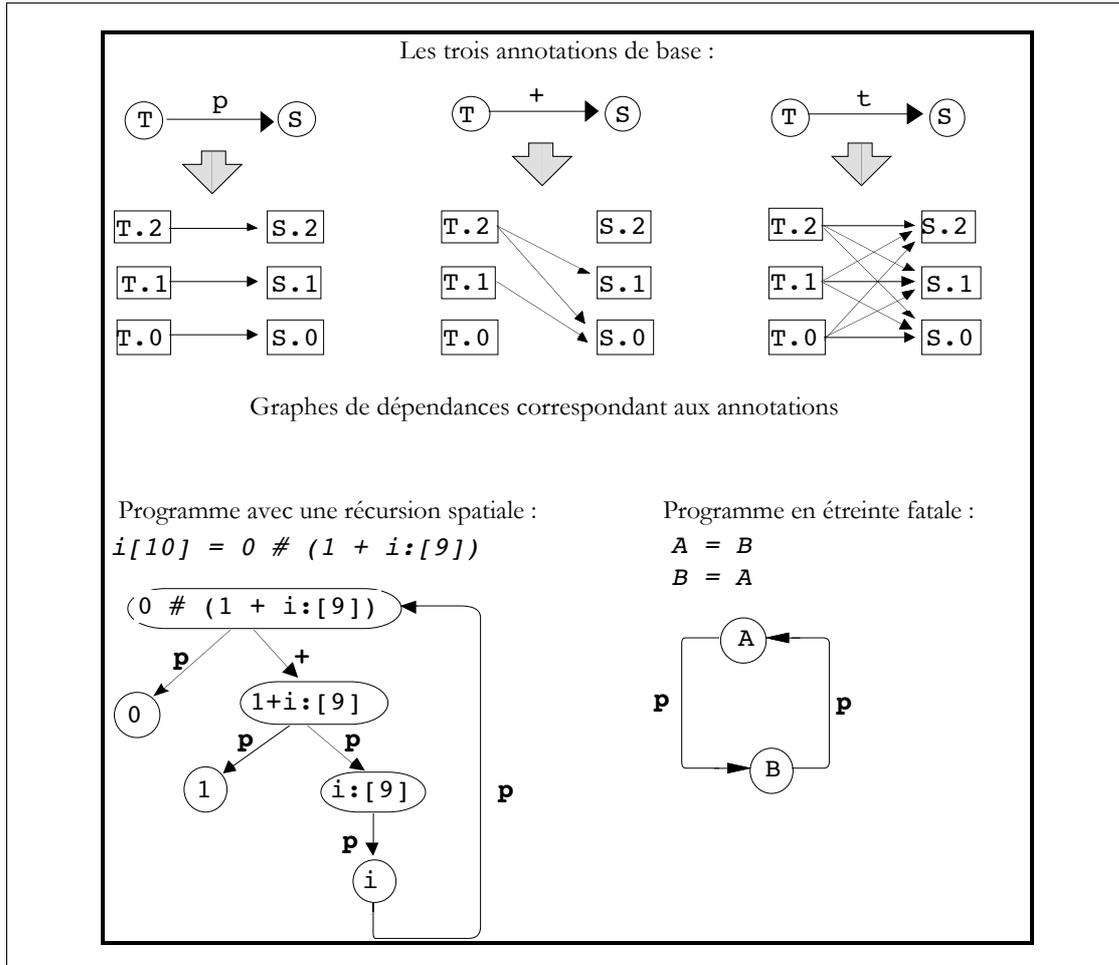 Les trois annotations de base :
T p S
T + S
T t S
T.2 S.2
T.1 S.1
T.0 S.0
T.2 S.2
T.1 S.1
T.0 S.0
T.2 S.2
T.1 S.1
T.0 S.0
Graphes de dépendances correspondant aux annotations
Programme avec une récursion spatiale :
i[10] = 0 # (1 + i:[9])
0 # (1 + i:[9])
p +
0
1+i:[9]
p p
1
i:[9]
p
p
i
Programme en étreinte fatale :
A = B
B = A
A
p p
B